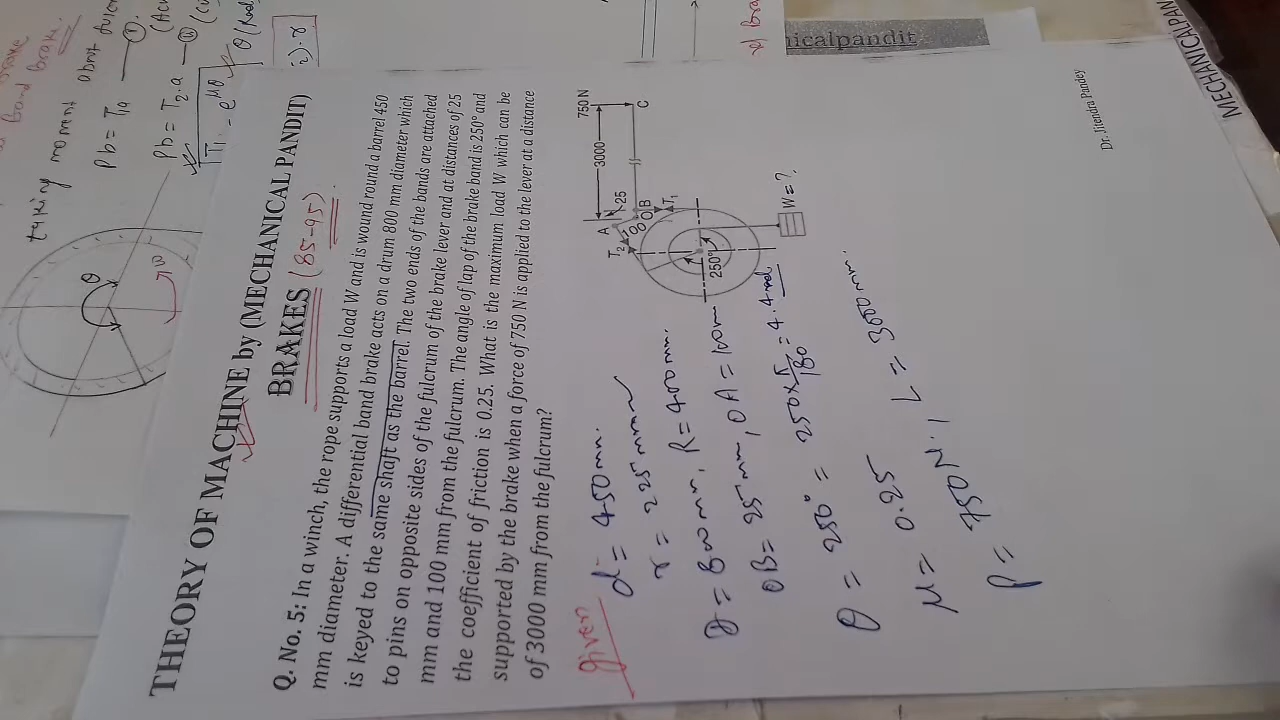 THEORY OF MACHINE by (MECHANICAL PANDIT)
BRAKES (85-95)
Q. No. 5: In a winch, the rope supports a load W and is wound round a barrel 450
mm diameter. A differential band brake acts on a drum 800 mm diameter which
is keyed to the same shaft as the barrel. The two ends of the bands are attached
to pins on opposite sides of the fulcrum of the brake lever and at distances of 25
mm and 100 mm from the fulcrum. The angle of lap of the brake band is 250° and
the coefficient of friction is 0.25. What is the maximum load W which can be
supported by the brake when a force of 750 N is applied to the lever at a distance
of 3000 mm from the fulcrum?
given
d = 450 mm.
r = 225 mm
D = 800 mm, R = 400 mm.
OB = 25 mm, OA = 100m
θ = 250° = 250 × π/180 = 4.4 rad
μ = 0.25
P = 750 N, L = 3000 mm.
750 N
3000
C
A
25
100
O
B
T2
T1
250°
W = ?
Dr. Jitendra Pandey
taking moment about
Pb = T1a
Pb = T2.a
θ
band brake
icalpandit
MECHANICALPAN